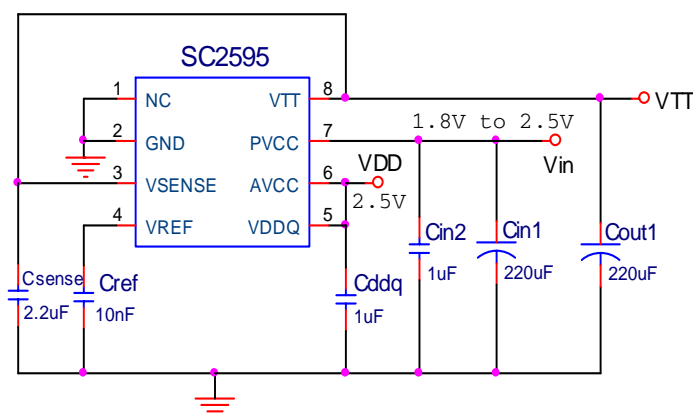 SC2595
1
NC
VTT
8
VTT
2
GND
PVCC
7
1.8V to 2.5V
Vin
3
VSENSE
AVCC
6
VDD
2.5V
4
VREF
VDDQ
5
Csense
2.2uF
Cref
10nF
Cddq
1uF
Cin2
1uF
Cin1
220uF
Cout1
220uF